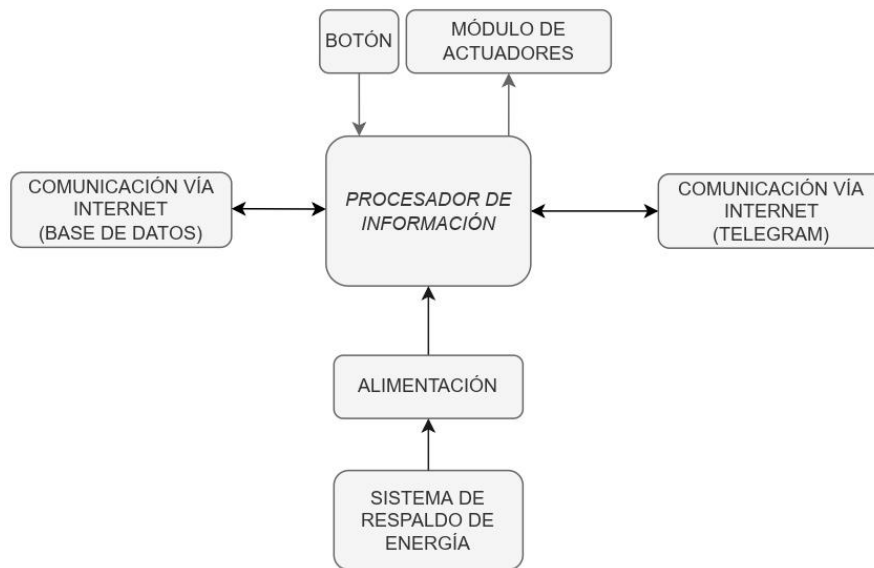 BOTÓN
MÓDULO DE
ACTUADORES
COMUNICACIÓN VÍA
INTERNET
(BASE DE DATOS)
PROCESADOR DE
INFORMACIÓN
COMUNICACIÓN VÍA
INTERNET
(TELEGRAM)
ALIMENTACIÓN
SISTEMA DE
RESPALDO DE
ENERGÍA